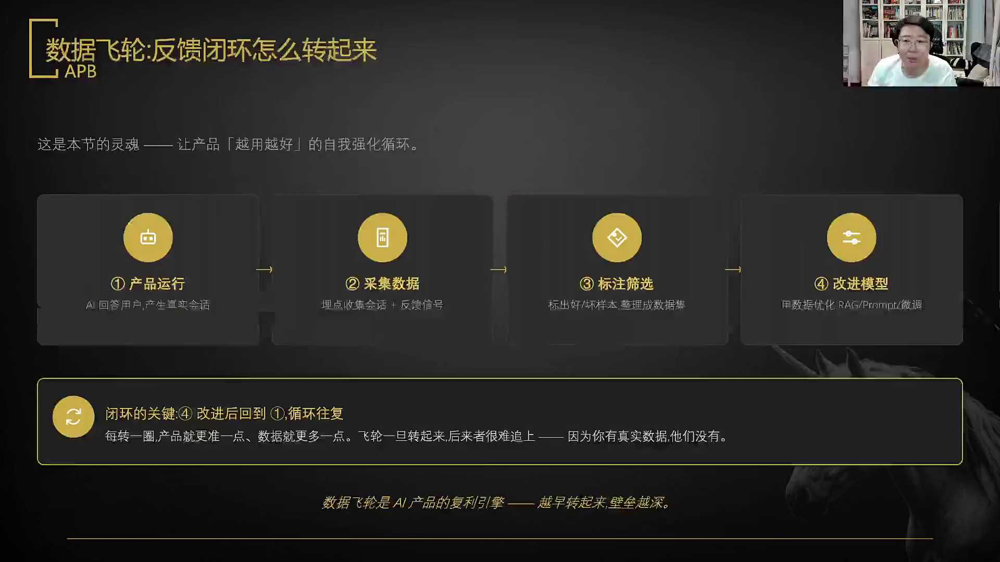 数据飞轮:反馈闭环怎么转起来
APB
这是本节的灵魂 —— 让产品「越用越好」的自我强化循环。
① 产品运行
AI 回答用户,产生真实会话
② 采集数据
埋点收集会话 + 反馈信号
③ 标注筛选
标出好/坏样本,整理成数据集
④ 改进模型
用数据优化 RAG/Prompt/微调
闭环的关键:④ 改进后回到 ①,循环往复
每转一圈,产品就更准一点、数据就更多一点。飞轮一旦转起来,后来者很难追上 —— 因为你有真实数据,他们没有。
数据飞轮是 AI 产品的复利引擎 —— 越早转起来,壁垒越深。